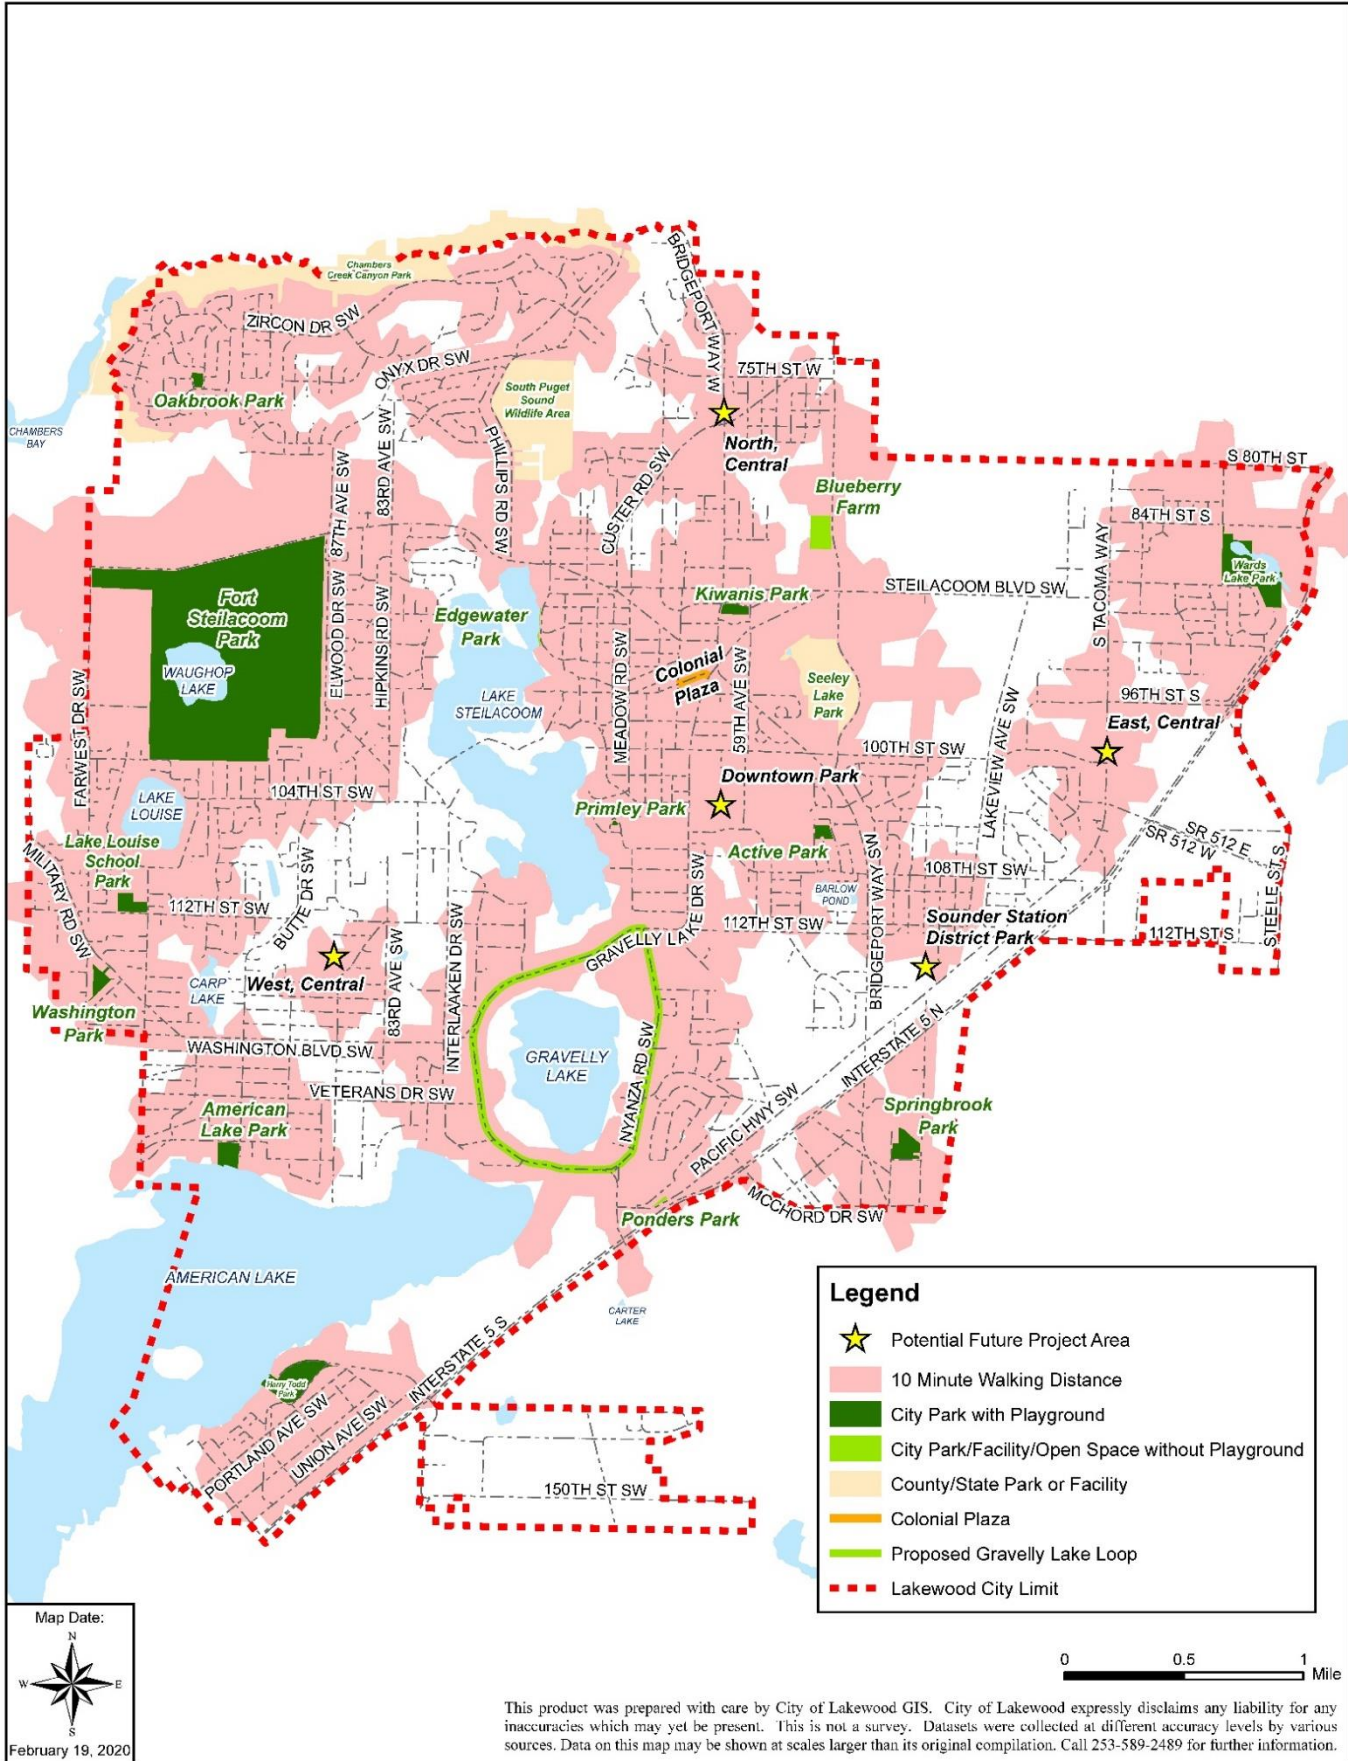 Chambers
Creek Canyon Park
BRIDGEPORT WAY W
ZIRCON DR SW
ONYX DR SW
75TH ST W
South Puget
Sound
Wildlife Area
Oakbrook Park
CHAMBERS
BAY
83RD AVE SW
PHILLIPS RD SW
North,
Central
CUSTER RD SW
S 80TH ST
87TH AVE SW
Blueberry
Farm
84TH ST S
S TACOMA WAY
Wards
Lake Park
STEILACOOM BLVD SW
Fort
Steilacoom
Park
ELWOOD DR SW
HIPKINS RD SW
Edgewater
Park
Kiwanis Park
WAUGHOP
LAKE
MEADOW RD SW
Colonial
Plaza
59TH AVE SW
Seeley
Lake
Park
96TH ST S
FARWEST DR SW
LAKE
STEILACOOM
LAKEVIEW AVE SW
East, Central
100TH ST SW
Downtown Park
104TH ST SW
LAKE
LOUISE
Primley Park
SR 512 E
SR 512 W
MILITARY RD SW
Lake Louise
School
Park
Active Park
108TH ST SW
BUTTE DR SW
BARLOW
POND
BRIDGEPORT WAY SW
STEELE ST S
112TH ST SW
GRAVELLY LAKE DR SW
112TH ST SW
Sounder Station
District Park
112TH ST S
INTERLAAKEN DR SW
83RD AVE SW
CARP
LAKE
West, Central
Washington
Park
WASHINGTON BLVD SW
GRAVELLY
LAKE
NYANZA RD SW
INTERSTATE 5 N
VETERANS DR SW
American
Lake Park
PACIFIC HWY SW
Springbrook
Park
Ponders Park
MCCHORD DR SW
AMERICAN LAKE
CARTER
LAKE
INTERSTATE 5 S
Harry Todd
Park
PORTLAND AVE SW
UNION AVE SW
150TH ST SW
Legend
Potential Future Project Area
10 Minute Walking Distance
City Park with Playground
City Park/Facility/Open Space without Playground
County/State Park or Facility
Colonial Plaza
Proposed Gravelly Lake Loop
Lakewood City Limit
Map Date:
N
W E
S
February 19, 2020
0 0.5 1
Mile
This product was prepared with care by City of Lakewood GIS. City of Lakewood expressly disclaims any liability for any
inaccuracies which may yet be present. This is not a survey. Datasets were collected at different accuracy levels by various
sources. Data on this map may be shown at scales larger than its original compilation. Call 253-589-2489 for further information.